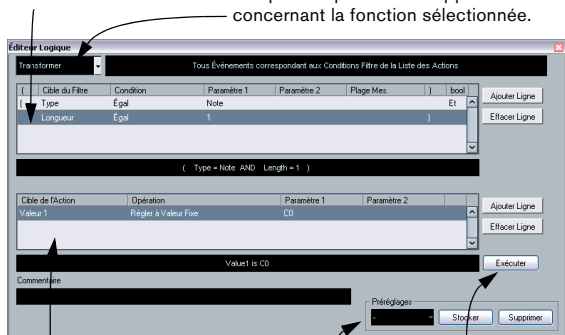 concernant la fonction sélectionnée.
Éditeur Logique
Transformer
Tous Événements correspondant aux Conditions Filtre de la Liste des Actions
( Cible du Filtre Condition Paramètre 1 Paramètre 2 Plage Mes. ) bool
( Type Égal Note Et
Longueur Égal 1 )
Ajouter Ligne
Effacer Ligne
( Type = Note AND Length = 1 )
Cible de l'Action Opération Paramètre 1 Paramètre 2
Valeur 1 Régler à Valeur Fixe C0
Ajouter Ligne
Effacer Ligne
Value1 is C0
Exécuter
Commentaire
Préréglages
-
Stocker
Supprimer